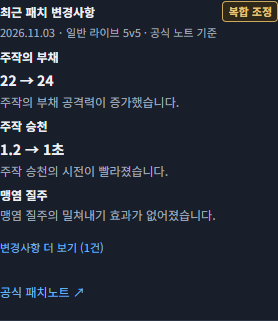 최근 패치 변경사항
복합 조정
2026.11.03 · 일반 라이브 5v5 · 공식 노트 기준
주작의 부채
22 → 24
주작의 부채 공격력이 증가했습니다.
주작 승천
1.2 → 1초
주작 승천의 시전이 빨라졌습니다.
맹염 질주
맹염 질주의 밀쳐내기 효과가 없어졌습니다.
변경사항 더 보기 (1건)
공식 패치노트 ↗